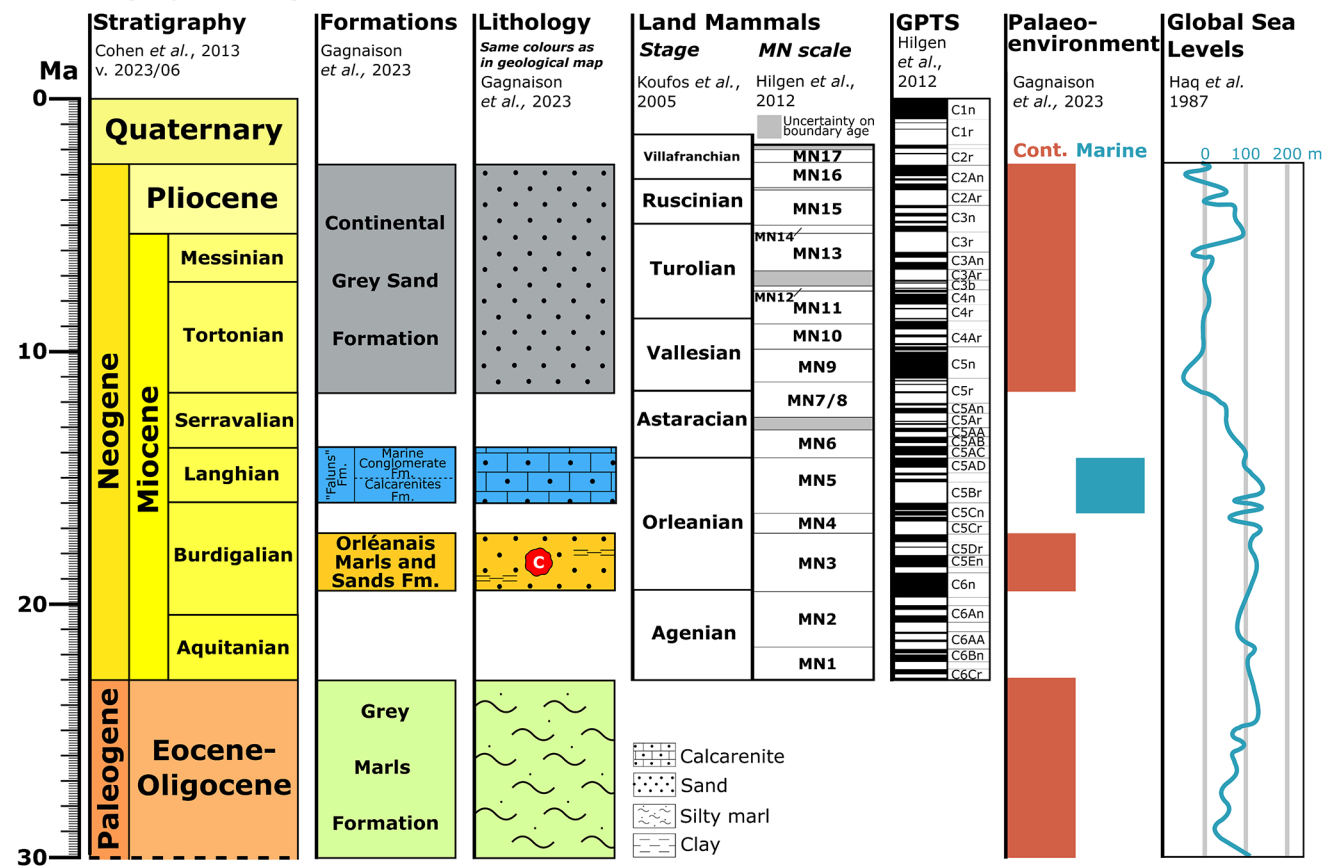 Stratigraphy
Cohen et al., 2013
v. 2023/06
Formations
Gagnaison
et al., 2023
Lithology
Same colours as
in geological map
Gagnaison
et al., 2023
Land Mammals
Stage
Koufos et al.,
2005
MN scale
Hilgen et al.,
2012
Uncertainty on
boundary age
GPTS
Hilgen
et al.,
2012
Palaeo-
environment
Gagnaison
et al., 2023
Cont. Marine
Global Sea
Levels
Haq et al.
1987
0 100 200 m
Ma
0
10
20
30
Quaternary
Neogene
Pliocene
Miocene
Messinian
Tortonian
Serravalian
Langhian
Burdigalian
Aquitanian
Paleogene
Eocene-
Oligocene
Continental
Grey Sand
Formation
"Faluns"
Fm.
Marine
Conglomerate
Fm.
Calcarenites
Fm.
Orléanais
Marls and
Sands Fm.
Grey
Marls
Formation
C
Villafranchian
Ruscinian
Turolian
Vallesian
Astaracian
Orleanian
Agenian
MN17
MN16
MN15
MN14
MN13
MN12
MN11
MN10
MN9
MN7/8
MN6
MN5
MN4
MN3
MN2
MN1
C1n
C1r
C2r
C2An
C2Ar
C3n
C3r
C3An
C3Ar
C3b
C4n
C4r
C4Ar
C5n
C5r
C5An
C5Ar
C5AA
C5AB
C5AC
C5AD
C5Br
C5Cn
C5Cr
C5Dr
C5En
C6n
C6An
C6AA
C6Bn
C6Cr
Calcarenite
Sand
Silty marl
Clay